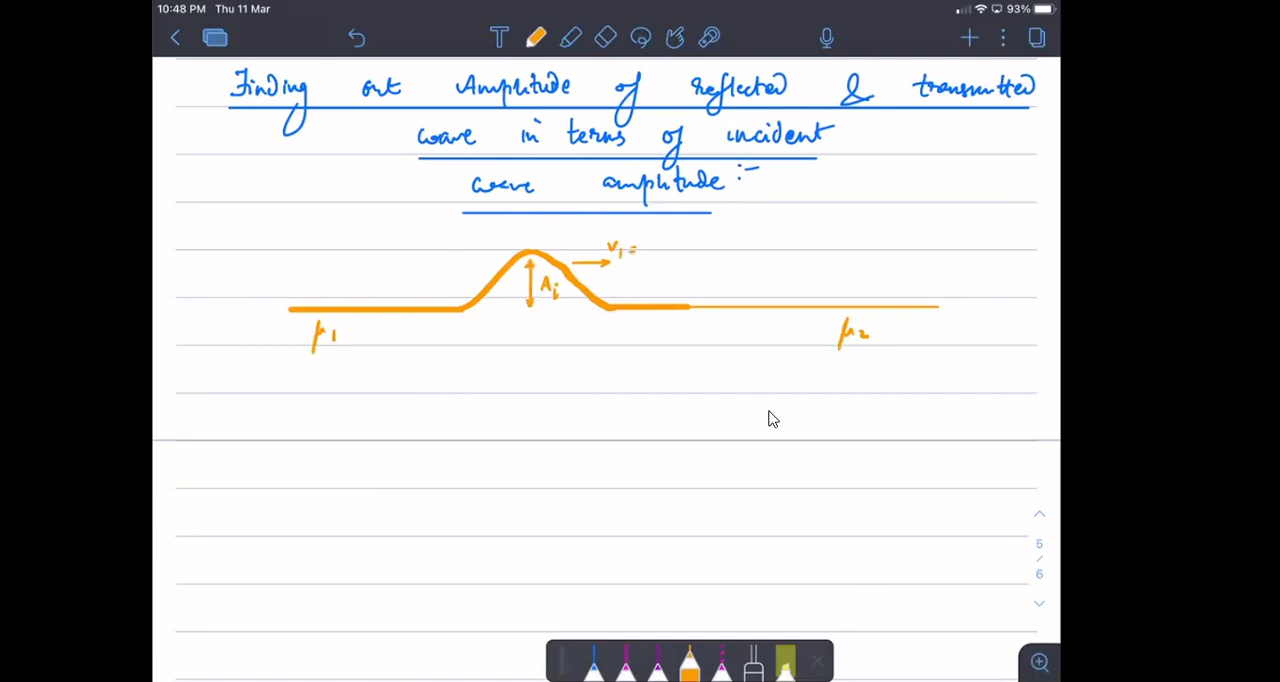 10:48 PM Thu 11 Mar
93%
T
Finding out Amplitude of reflected & transmitted
wave in terms of incident
wave amplitude :-
v₁ =
Aᵢ
μ₁
μ₂
5
6